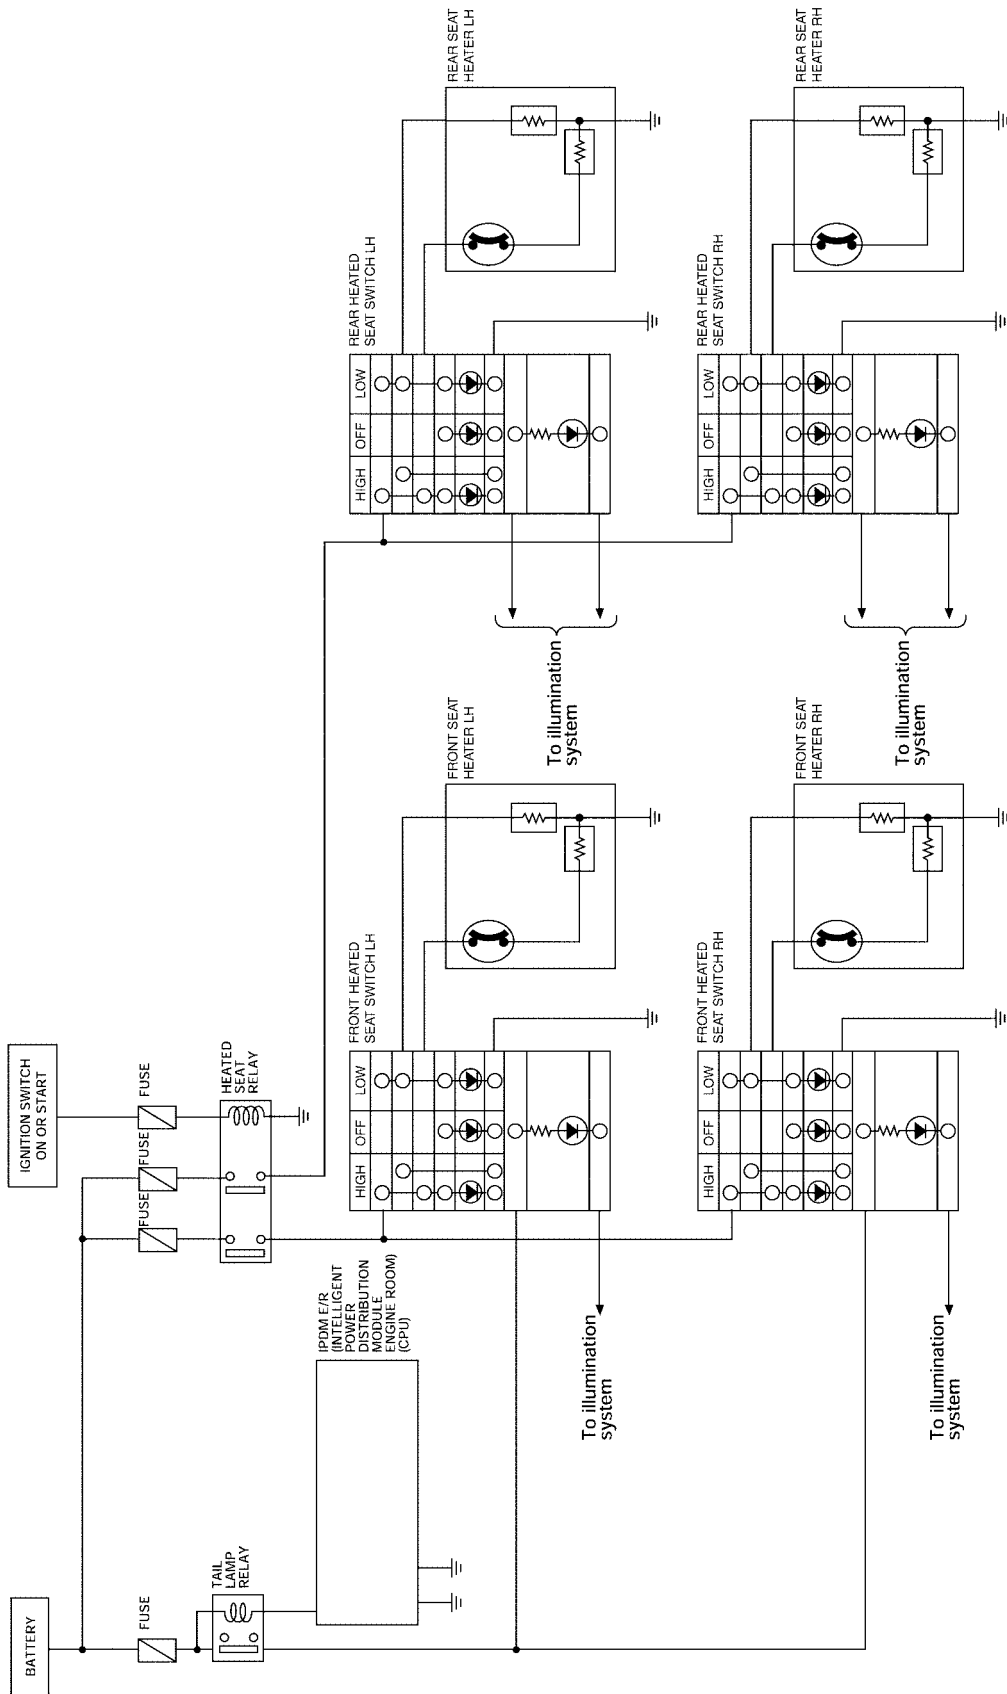 BATTERY
FUSE
TAIL
LAMP
RELAY
IPDM E/R
(INTELLIGENT
POWER
DISTRIBUTION
MODULE
ENGINE ROOM)
(CPU)
IGNITION SWITCH
ON OR START
FUSE
FUSE
FUSE
HEATED
SEAT
RELAY
FRONT HEATED
SEAT SWITCH LH
HIGH
OFF
LOW
FRONT SEAT
HEATER LH
To illumination
system
REAR HEATED
SEAT SWITCH LH
HIGH
OFF
LOW
REAR SEAT
HEATER LH
To illumination
system
FRONT HEATED
SEAT SWITCH RH
HIGH
OFF
LOW
FRONT SEAT
HEATER RH
To illumination
system
REAR HEATED
SEAT SWITCH RH
HIGH
OFF
LOW
REAR SEAT
HEATER RH
To illumination
system